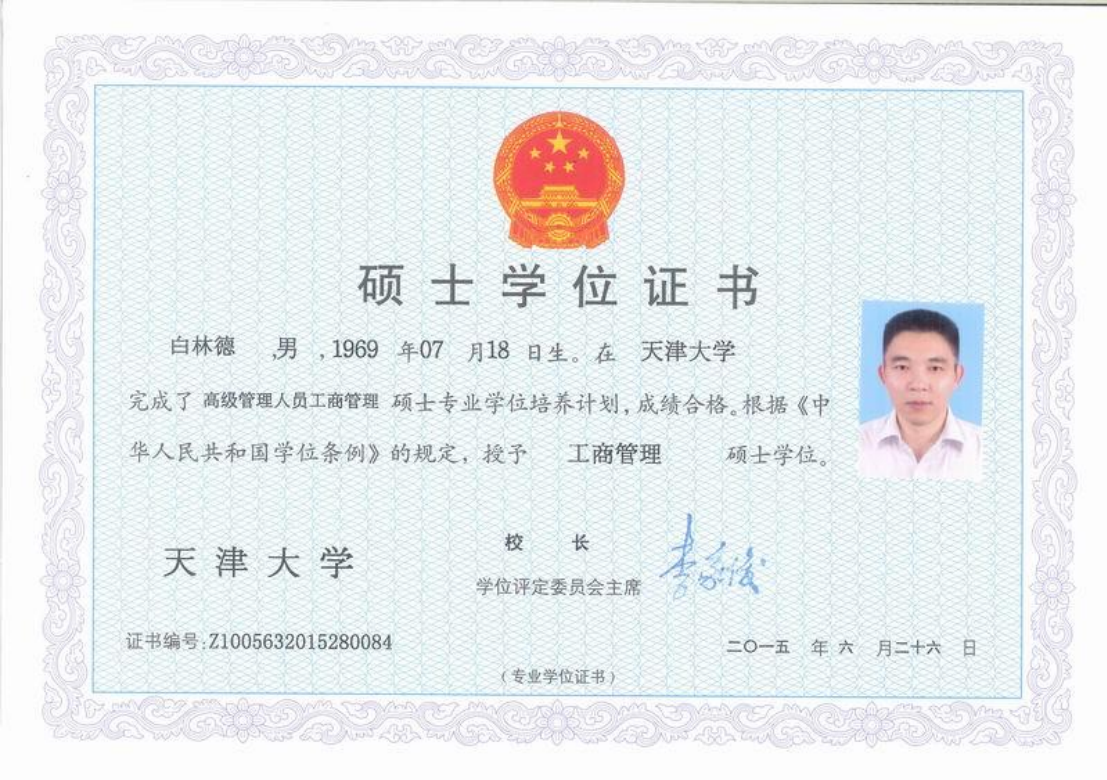 硕士学位证书
白林德 ,男 ,1969 年07 月18 日生。在 天津大学
完成了 高级管理人员工商管理 硕士专业学位培养计划,成绩合格。根据《中
华人民共和国学位条例》的规定, 授予 工商管理 硕士学位。
天津大学
校 长
学位评定委员会主席
李家俊
证书编号:Z1005632015280084
二〇一五 年 六 月二十六 日
(专业学位证书)